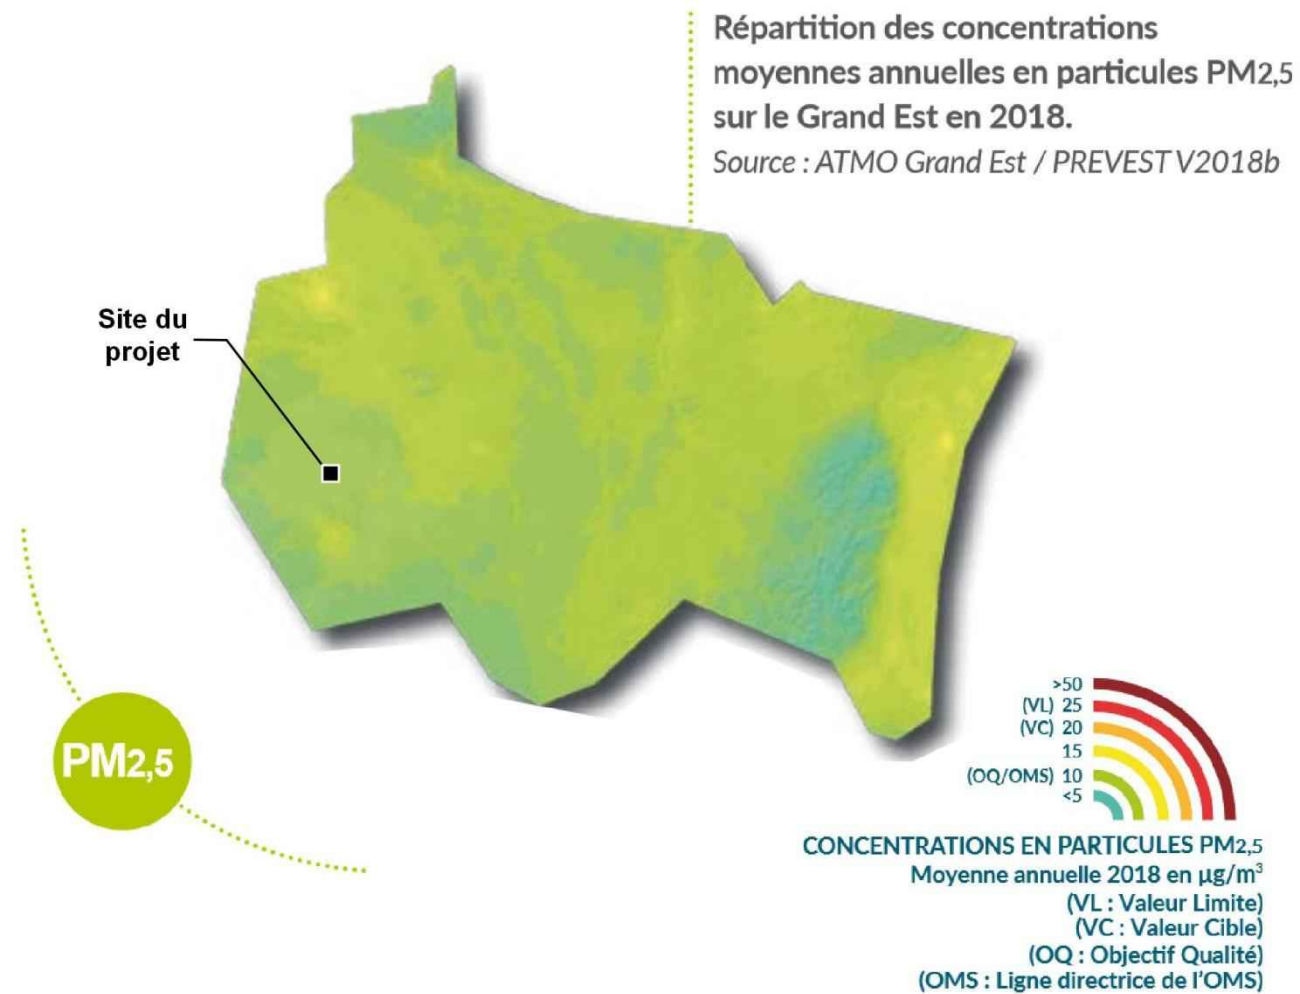 Répartition des concentrations
moyennes annuelles en particules PM2,5
sur le Grand Est en 2018.
Source : ATMO Grand Est / PREVEST V2018b
Site du
projet
PM2,5
>50
(VL) 25
(VC) 20
15
(OQ/OMS) 10
<5
CONCENTRATIONS EN PARTICULES PM2,5
Moyenne annuelle 2018 en µg/m³
(VL : Valeur Limite)
(VC : Valeur Cible)
(OQ : Objectif Qualité)
(OMS : Ligne directrice de l'OMS)